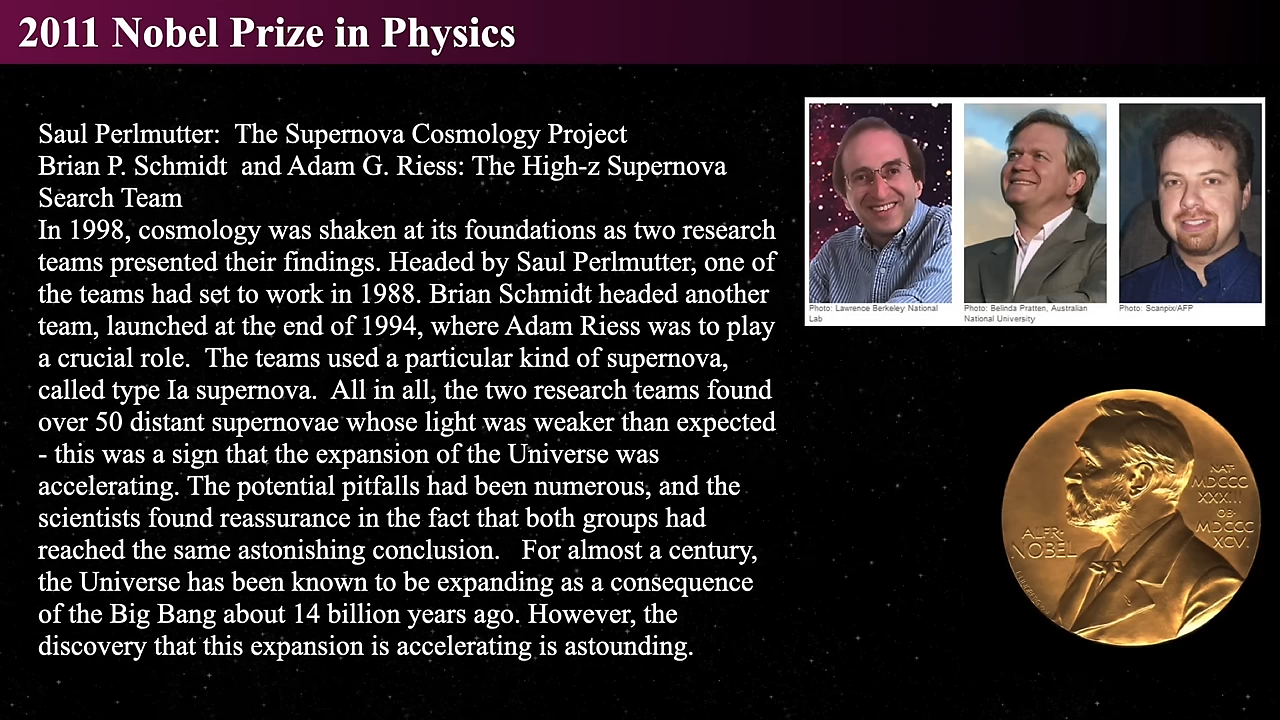 2011 Nobel Prize in Physics
Saul Perlmutter:  The Supernova Cosmology Project
Brian P. Schmidt  and Adam G. Riess: The High-z Supernova
Search Team
In 1998, cosmology was shaken at its foundations as two research
teams presented their findings. Headed by Saul Perlmutter, one of
the teams had set to work in 1988. Brian Schmidt headed another
team, launched at the end of 1994, where Adam Riess was to play
a crucial role.  The teams used a particular kind of supernova,
called type Ia supernova.  All in all, the two research teams found
over 50 distant supernovae whose light was weaker than expected
- this was a sign that the expansion of the Universe was
accelerating. The potential pitfalls had been numerous, and the
scientists found reassurance in the fact that both groups had
reached the same astonishing conclusion.   For almost a century,
the Universe has been known to be expanding as a consequence
of the Big Bang about 14 billion years ago. However, the
discovery that this expansion is accelerating is astounding.
Photo: Lawrence Berkeley National
Lab
Photo: Belinda Pratten, Australian
National University
Photo: Scanpix/AFP
ALFR·
NOBEL
NAT·
MDCCC
XXXIII
OB·
MDCCC
XCVI